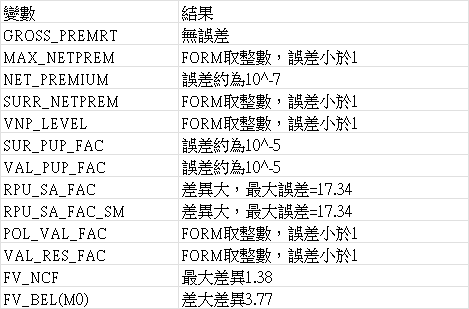 變數 結果
GROSS_PREMRT 無誤差
MAX_NETPREM FORM取整數，誤差小於1
NET_PREMIUM 誤差約為10^-7
SURR_NETPREM FORM取整數，誤差小於1
VNP_LEVEL FORM取整數，誤差小於1
SUR_PUP_FAC 誤差約為10^-5
VAL_PUP_FAC 誤差約為10^-5
RPU_SA_FAC 差異大，最大誤差=17.34
RPU_SA_FAC_SM 差異大，最大誤差=17.34
POL_VAL_FAC FORM取整數，誤差小於1
VAL_RES_FAC FORM取整數，誤差小於1
FV_NCF 最大差異1.38
FV_BEL(M0) 差大差異3.77